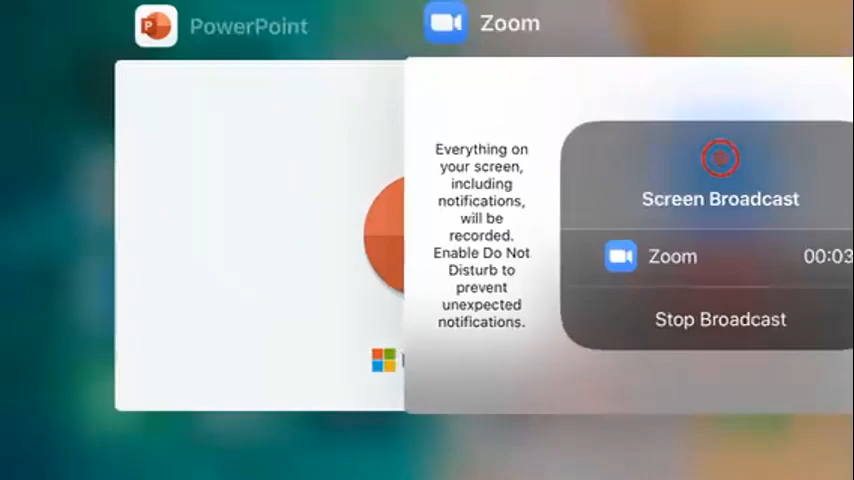 PowerPoint
Zoom
Everything on
your screen,
including
notifications,
will be
recorded.
Enable Do Not
Disturb to
prevent
unexpected
notifications.
Screen Broadcast
Zoom
00:03
Stop Broadcast